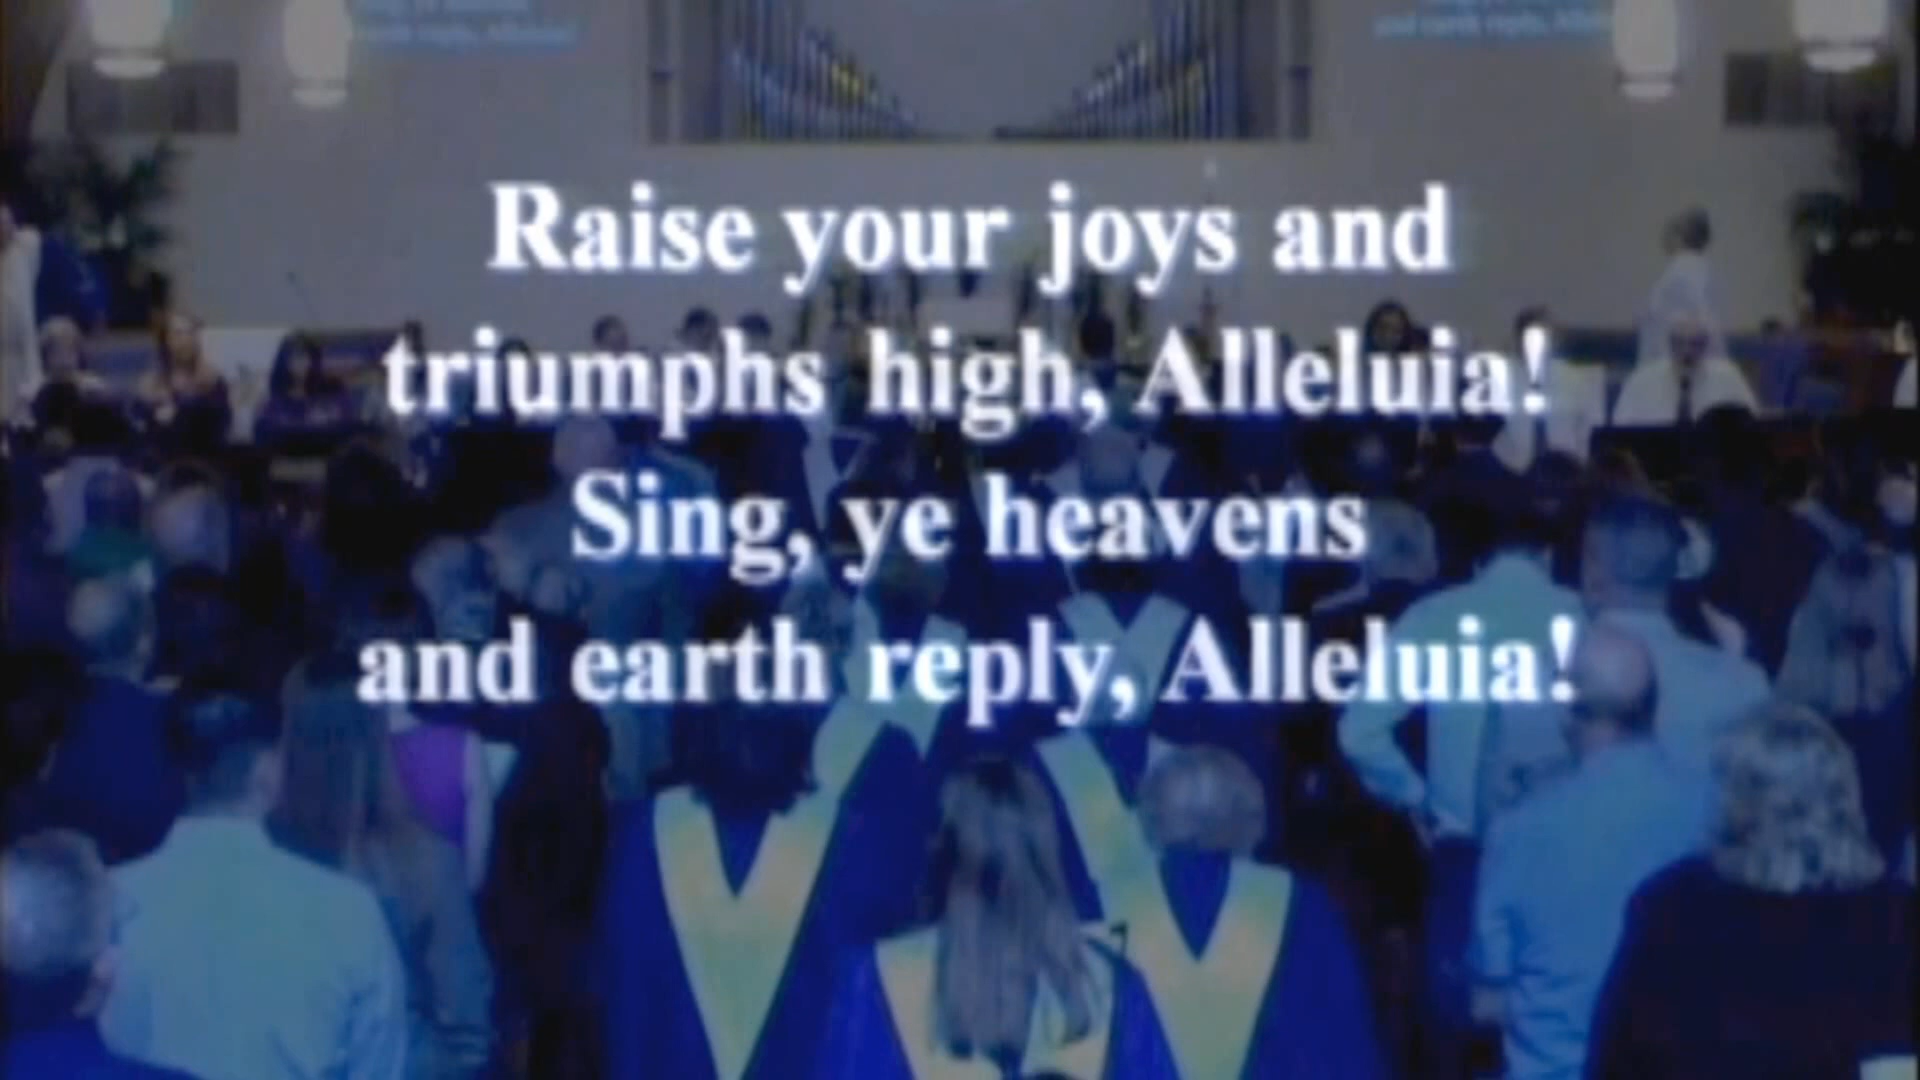 Raise your joys and
triumphs high, Alleluia!
Sing, ye heavens
and earth reply, Alleluia!